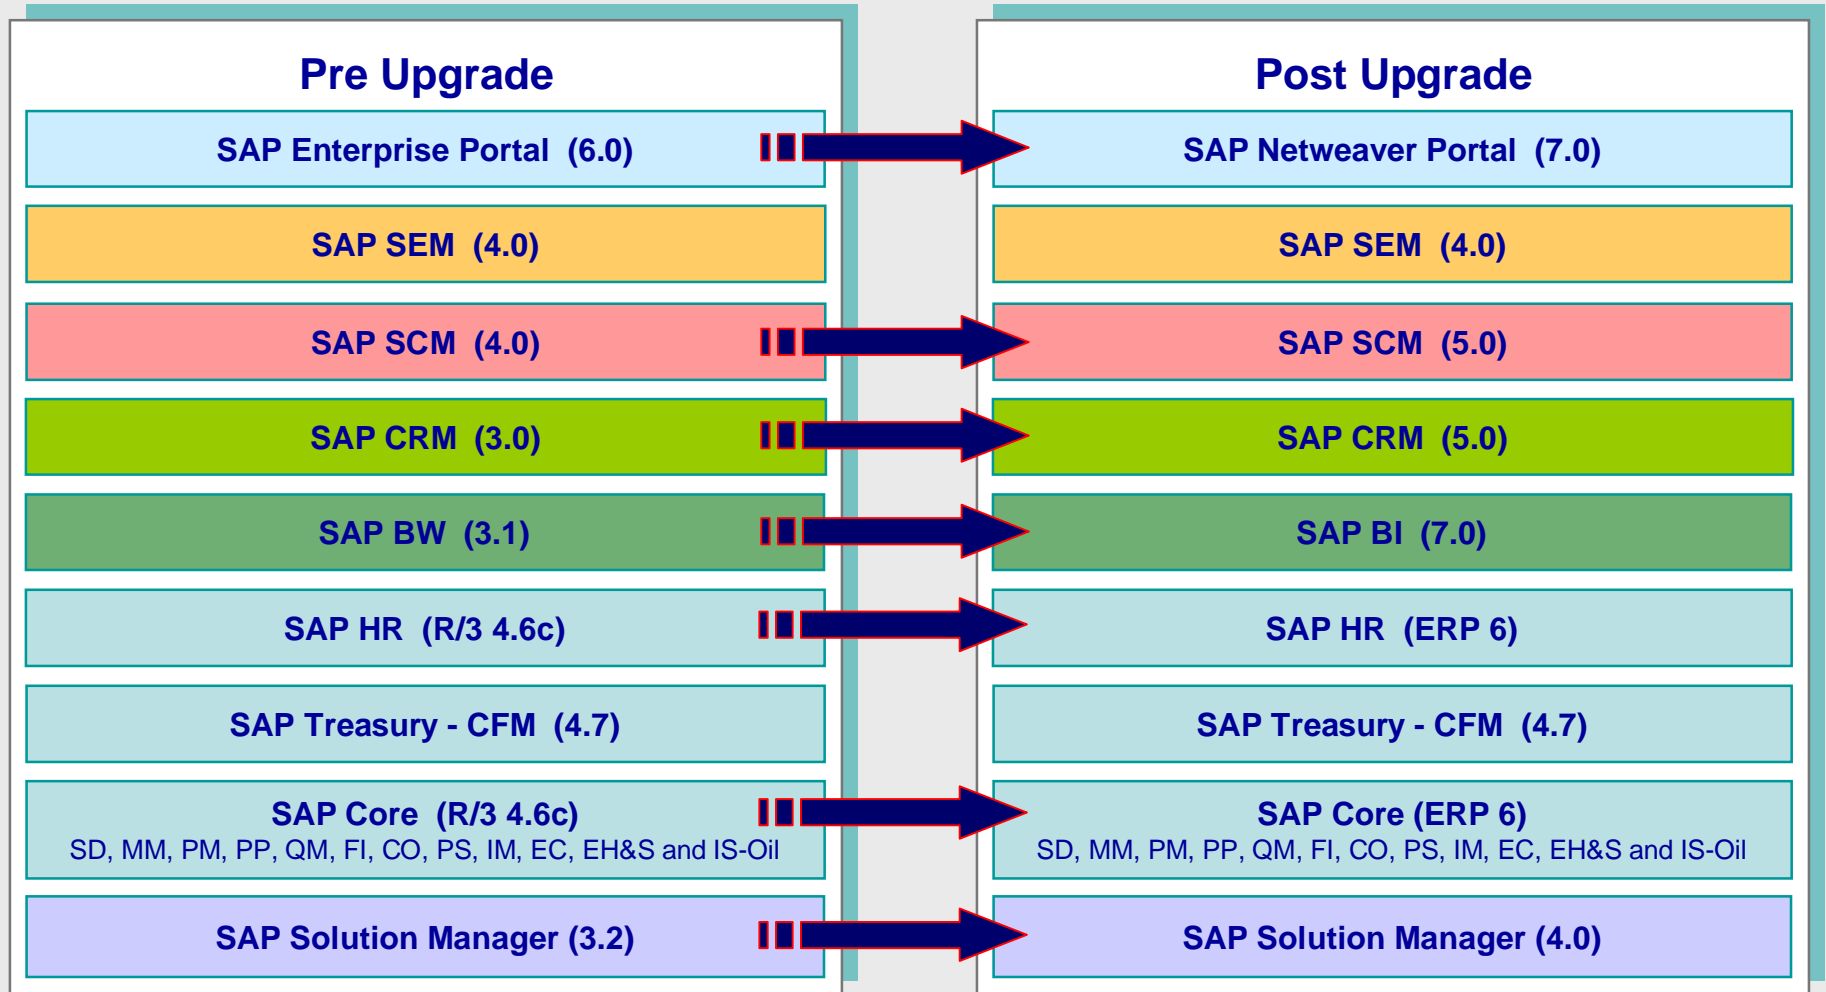 Pre Upgrade
SAP Enterprise Portal (6.0)
SAP SEM (4.0)
SAP SCM (4.0)
SAP CRM (3.0)
SAP BW (3.1)
SAP HR (R/3 4.6c)
SAP Treasury - CFM (4.7)
SAP Core (R/3 4.6c)
SD, MM, PM, PP, QM, FI, CO, PS, IM, EC, EH&S and IS-Oil
SAP Solution Manager (3.2)
Post Upgrade
SAP Netweaver Portal (7.0)
SAP SEM (4.0)
SAP SCM (5.0)
SAP CRM (5.0)
SAP BI (7.0)
SAP HR (ERP 6)
SAP Treasury - CFM (4.7)
SAP Core (ERP 6)
SD, MM, PM, PP, QM, FI, CO, PS, IM, EC, EH&S and IS-Oil
SAP Solution Manager (4.0)